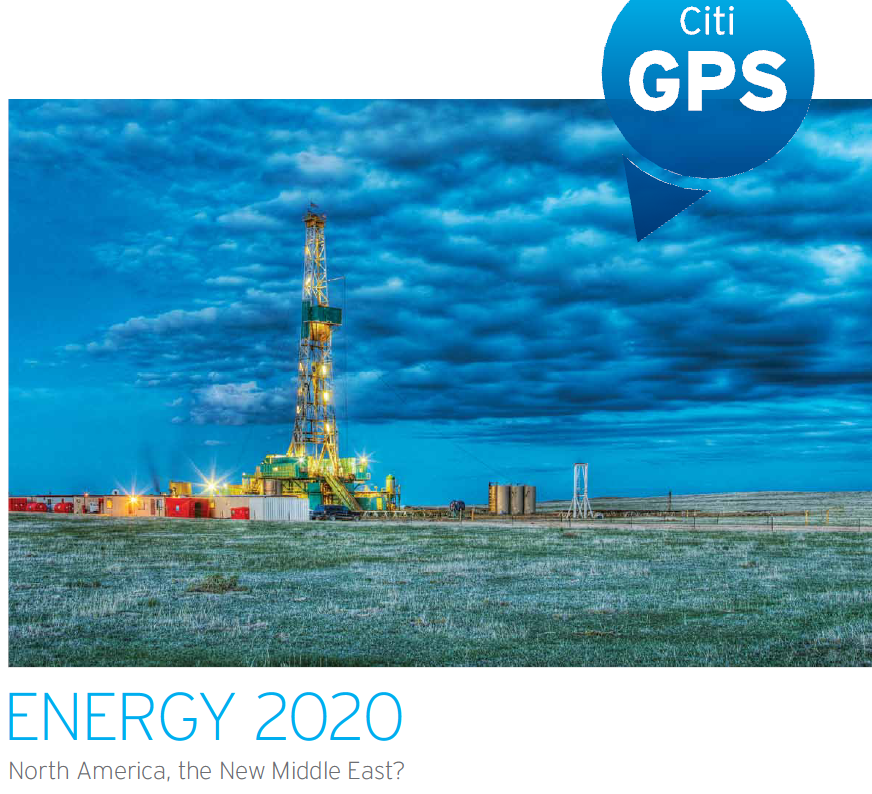 Citi
GPS
ENERGY 2020
North America, the New Middle East?